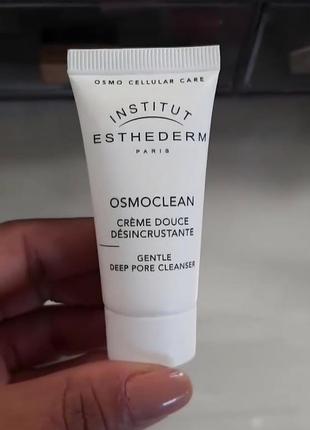 OSMO CELLULAR CARE
INSTITUT
ESTHEDERM
PARIS
OSMOCLEAN
CRÈME DOUCE
DÉSINCRUSTANTE
GENTLE
DEEP PORE CLEANSER